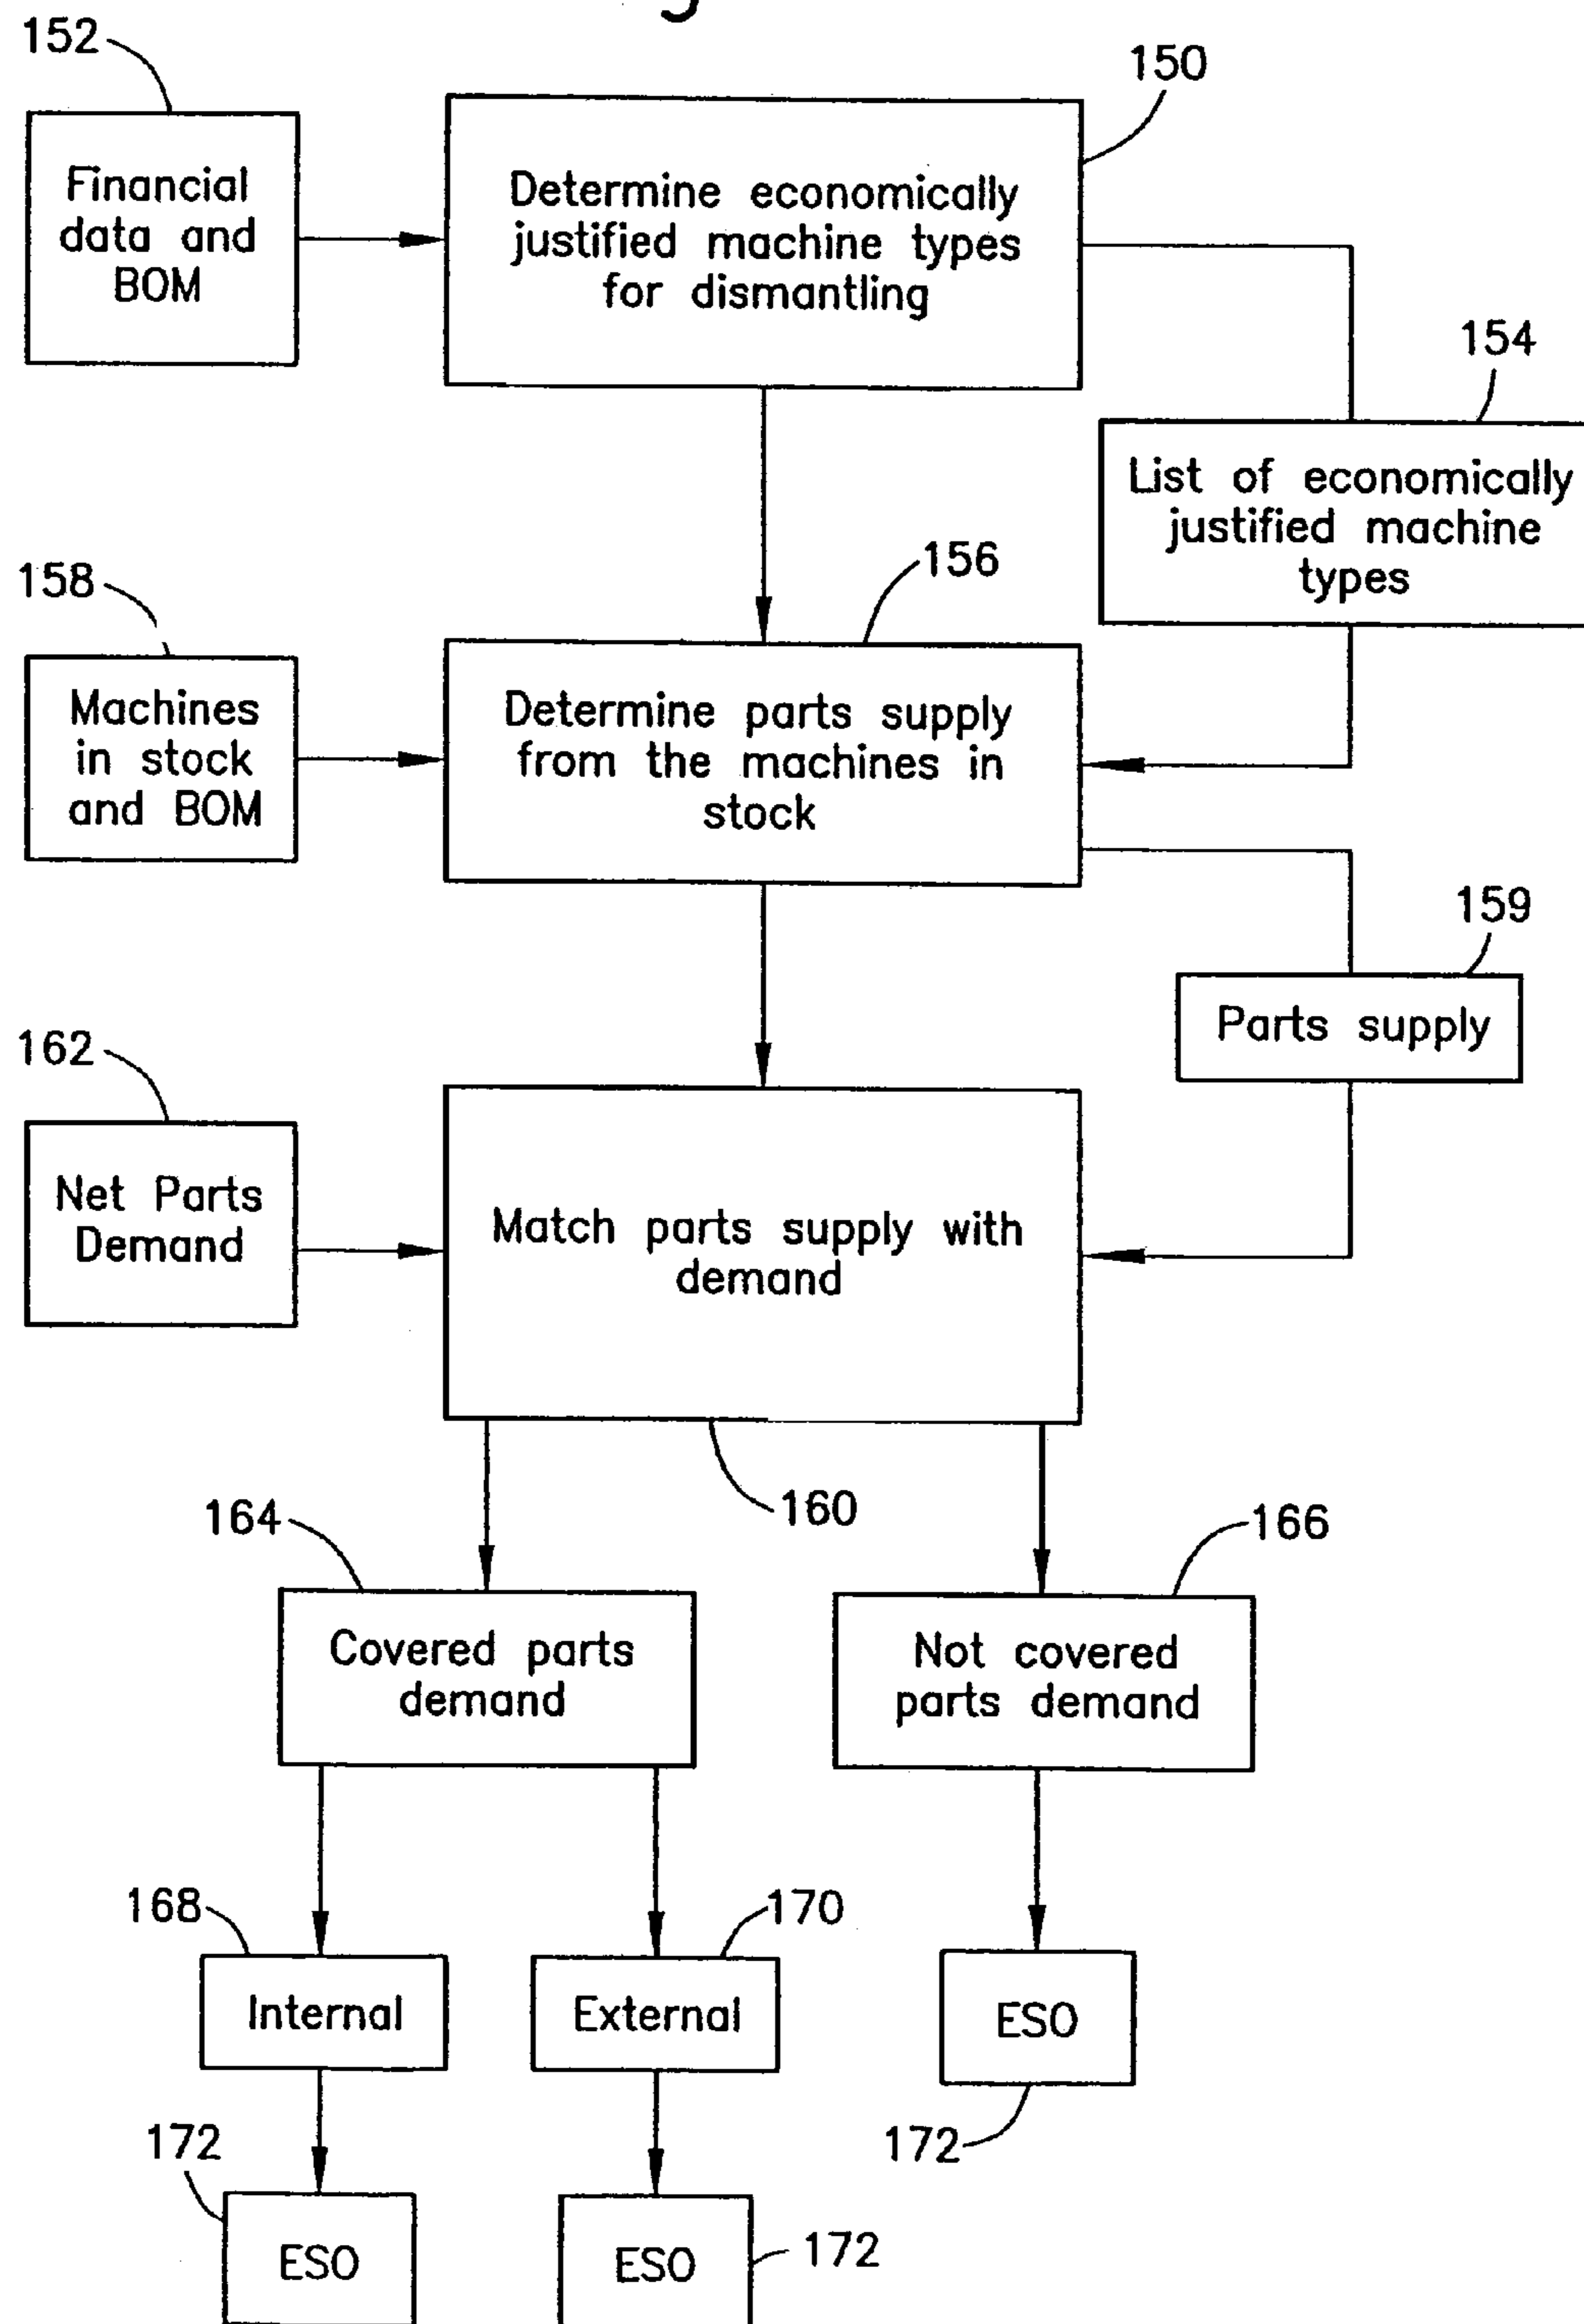 152
150
Financial
data and
BOM
Determine economically
justified machine types
for dismantling
154
List of economically
justified machine
types
156
158
Machines
in stock
and BOM
Determine parts supply
from the machines in
stock
159
Parts supply
162
Net Parts
Demand
Match parts supply with
demand
160
164
166
Covered parts
demand
Not covered
parts demand
168
170
Internal
External
ESO
172
172
ESO
ESO
172